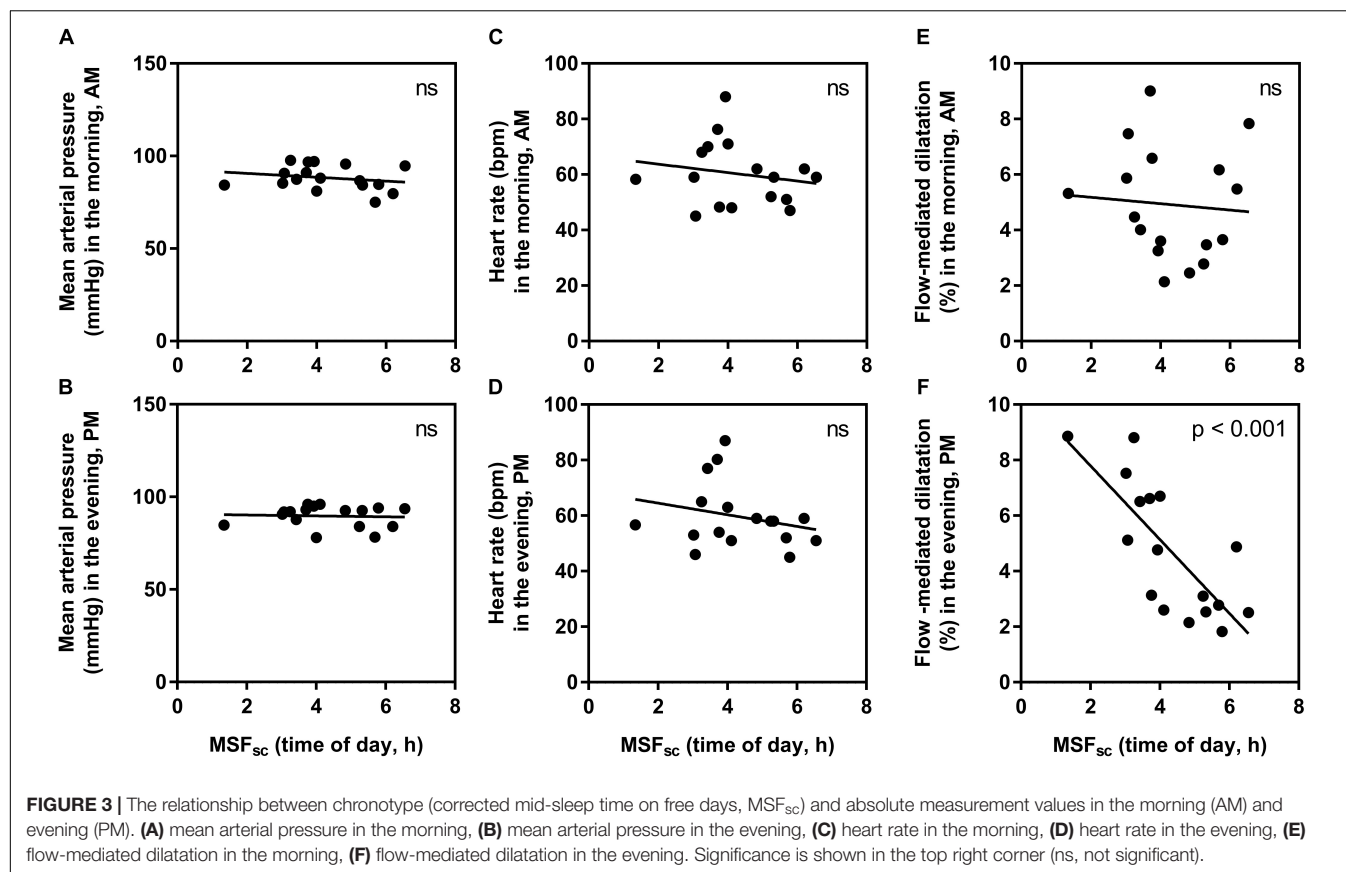 A
Mean arterial pressure
(mmHg) in the morning, AM
150
100
50
0
ns
0 2 4 6 8
C
Heart rate (bpm)
in the morning, AM
100
80
60
40
20
0
ns
0 2 4 6 8
E
Flow-mediated dilatation
(%) in the morning, AM
10
8
6
4
2
0
ns
0 2 4 6 8
B
Mean arterial pressure
(mmHg) in the evening, PM
150
100
50
0
ns
0 2 4 6 8
MSFsc (time of day, h)
D
Heart rate (bpm)
in the evening, PM
100
80
60
40
20
0
ns
0 2 4 6 8
MSFsc (time of day, h)
F
Flow -mediated dilatation
(%) in the evening, PM
10
8
6
4
2
0
p < 0.001
0 2 4 6 8
MSFsc (time of day, h)
FIGURE 3 | The relationship between chronotype (corrected mid-sleep time on free days, MSFsc) and absolute measurement values in the morning (AM) and
evening (PM). (A) mean arterial pressure in the morning, (B) mean arterial pressure in the evening, (C) heart rate in the morning, (D) heart rate in the evening, (E)
flow-mediated dilatation in the morning, (F) flow-mediated dilatation in the evening. Significance is shown in the top right corner (ns, not significant).